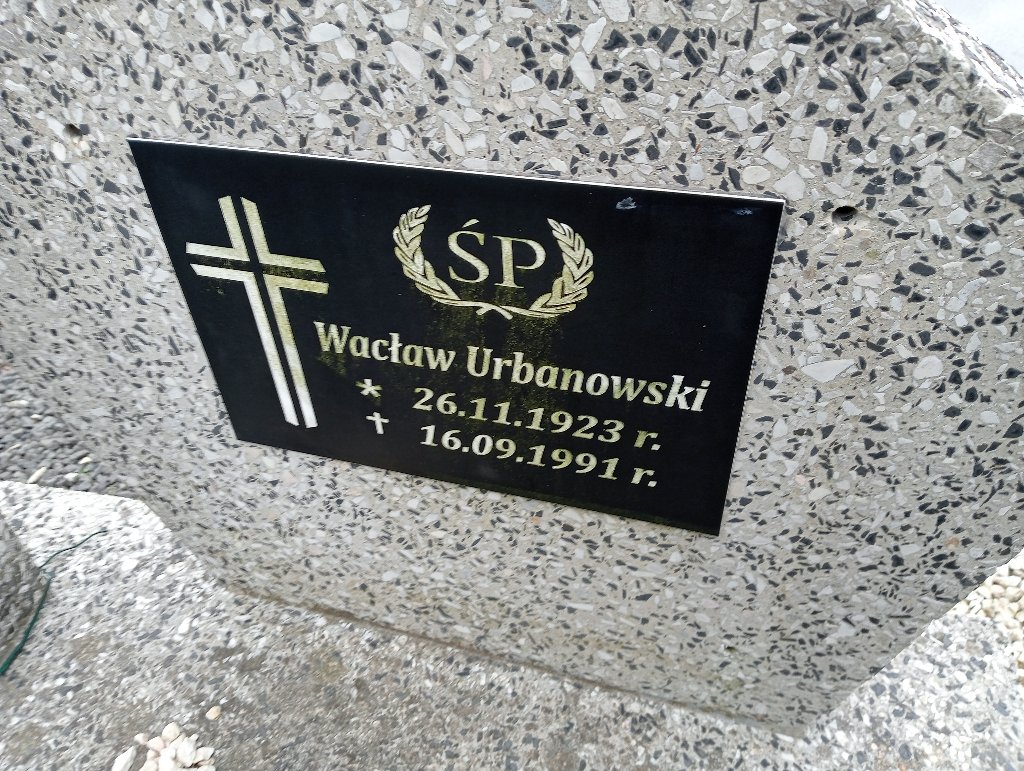 ŚP
Wacław Urbanowski
* 26.11.1923 r.
† 16.09.1991 r.